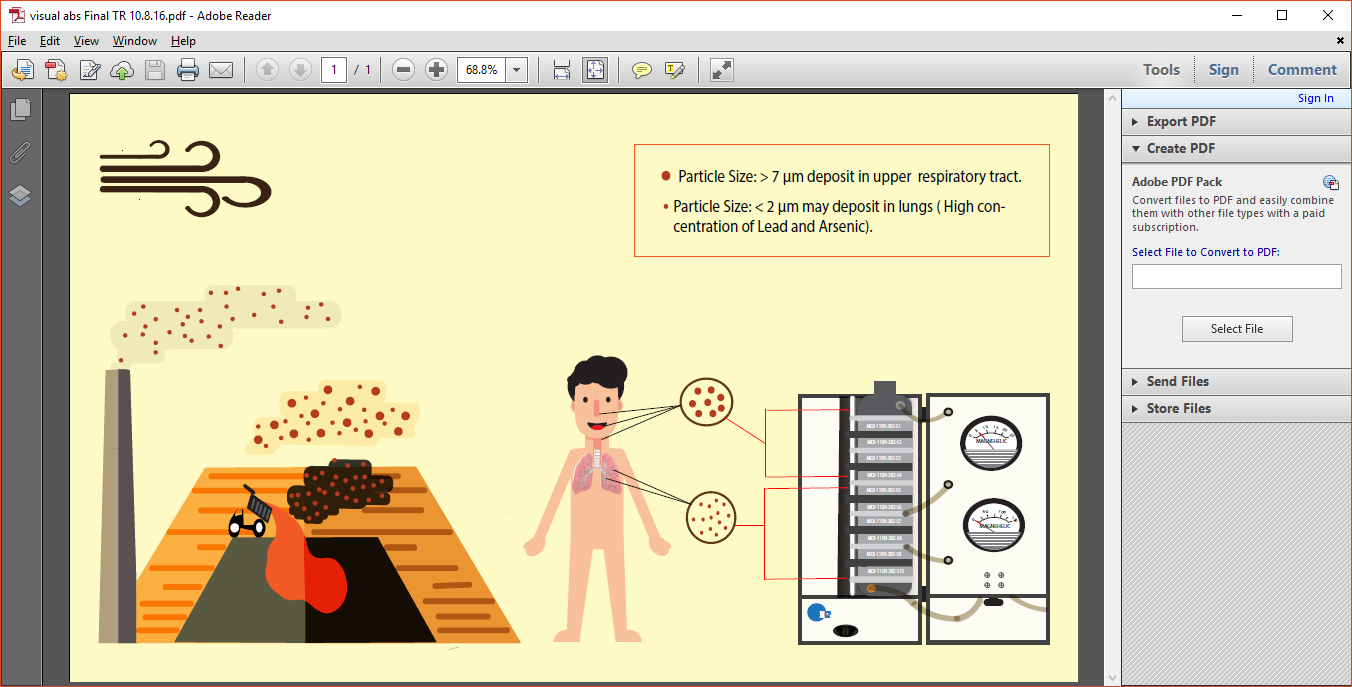 visual abs Final TR 10.8.16.pdf - Adobe Reader
File Edit View Window Help
1 / 1 68.8% Tools Sign Comment
Sign In
Export PDF
Create PDF
Adobe PDF Pack
Convert files to PDF and easily combine
them with other file types with a paid
subscription.
Select File to Convert to PDF:
Select File
Send Files
Store Files
Particle Size: > 7 µm deposit in upper respiratory tract.
Particle Size: < 2 µm may deposit in lungs ( High con-
centration of Lead and Arsenic).
MAGNEHELIC
MAGNEHELIC